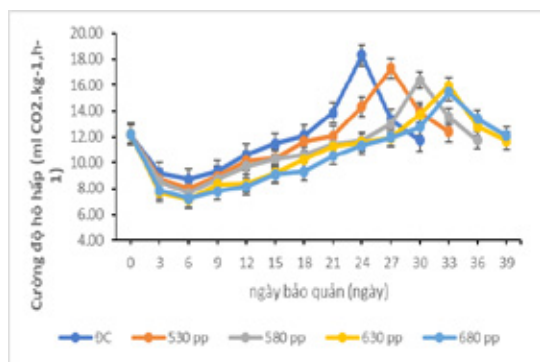 20.00
18.00
16.00
14.00
12.00
10.00
8.00
6.00
4.00
Cường độ hô hấp (ml CO2.kg-1,h-
1)
0 3 6 9 12 15 18 21 24 27 30 33 36 39
ngày bảo quản (ngày)
ĐC 530 pp 580 pp 630 pp 680 pp